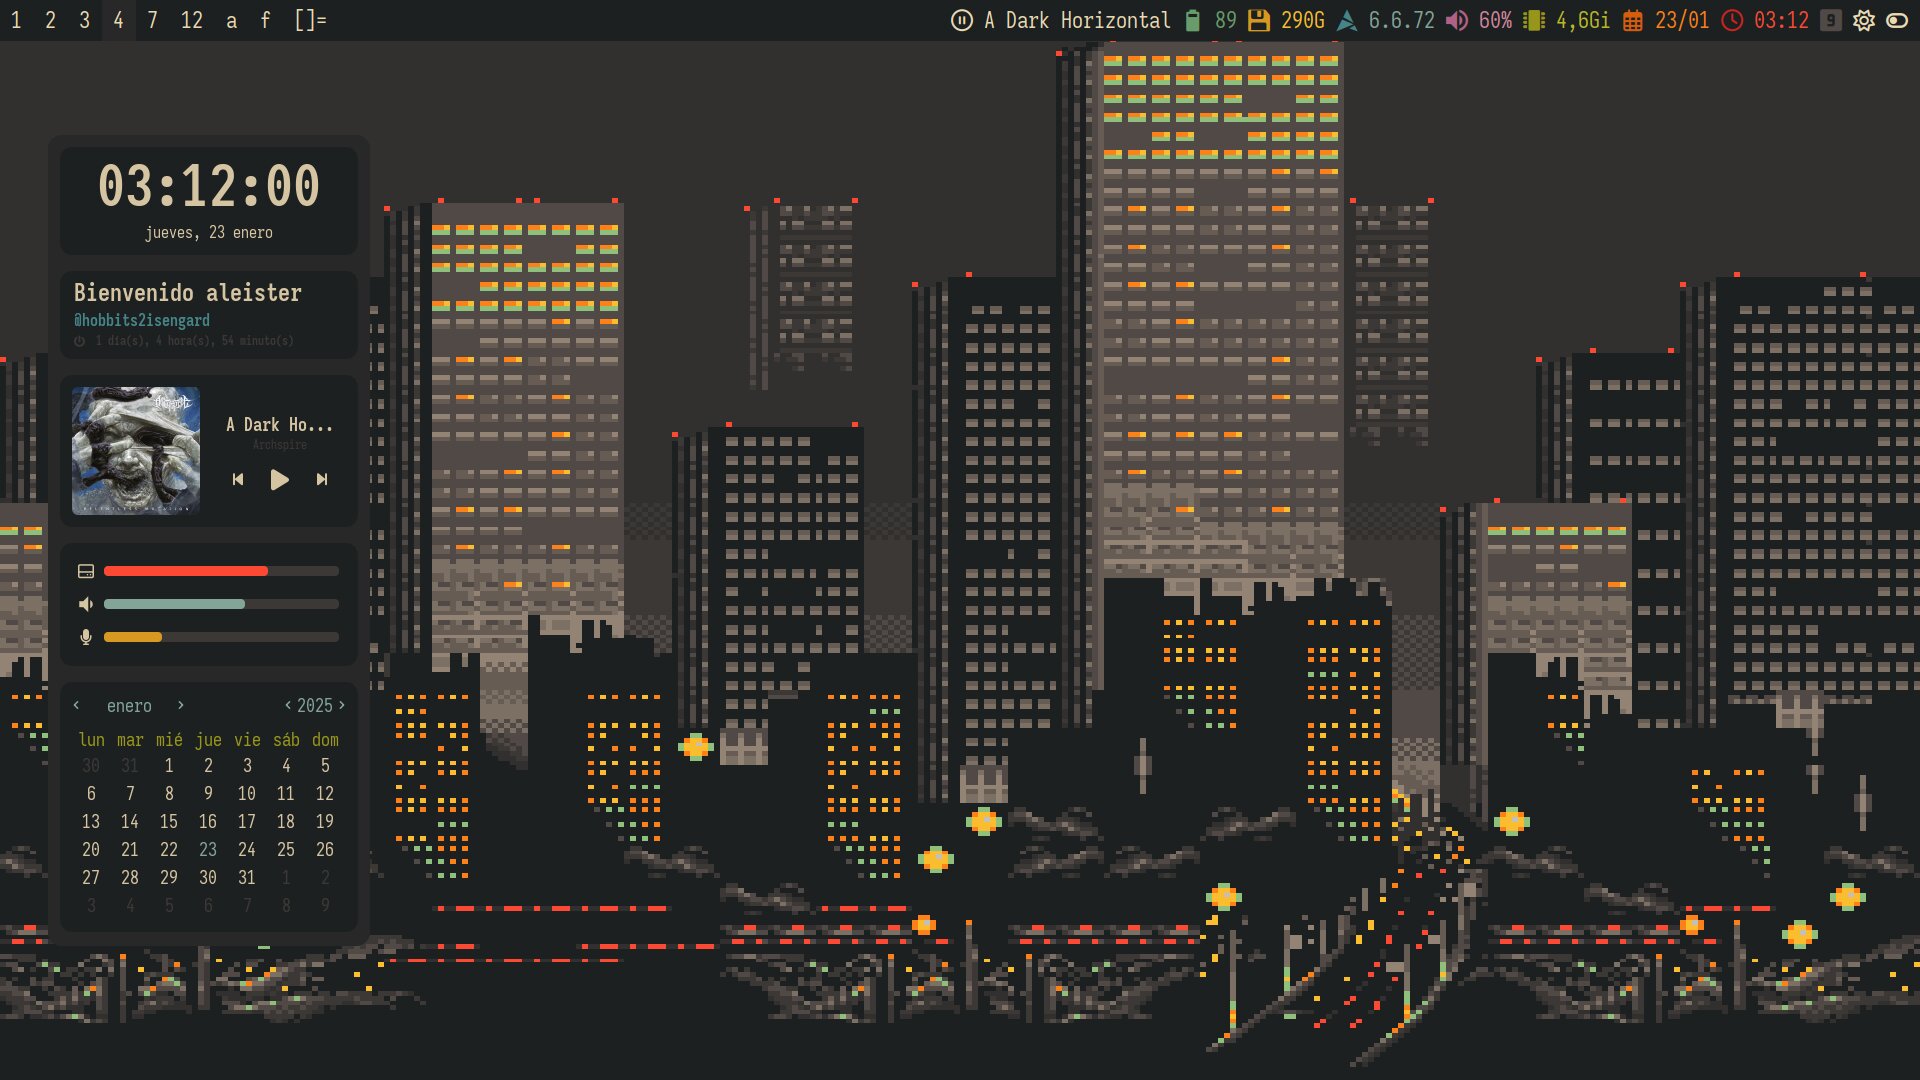 1 2 3 4 7 12 a f []=
A Dark Horizontal 89 290G 6.6.72 60% 4,6Gi 23/01 03:12 9
03:12:00
jueves, 23 enero
Bienvenido aleister
@hobbits2isengard
1 dia(s), 4 hora(s), 54 minuto(s)
A Dark Ho...
Archspire
RELENTLESS MUTATION
‹ enero › ‹ 2025 ›
lun mar mié jue vie sáb dom
30 31 1 2 3 4 5
6 7 8 9 10 11 12
13 14 15 16 17 18 19
20 21 22 23 24 25 26
27 28 29 30 31 1 2
3 4 5 6 7 8 9